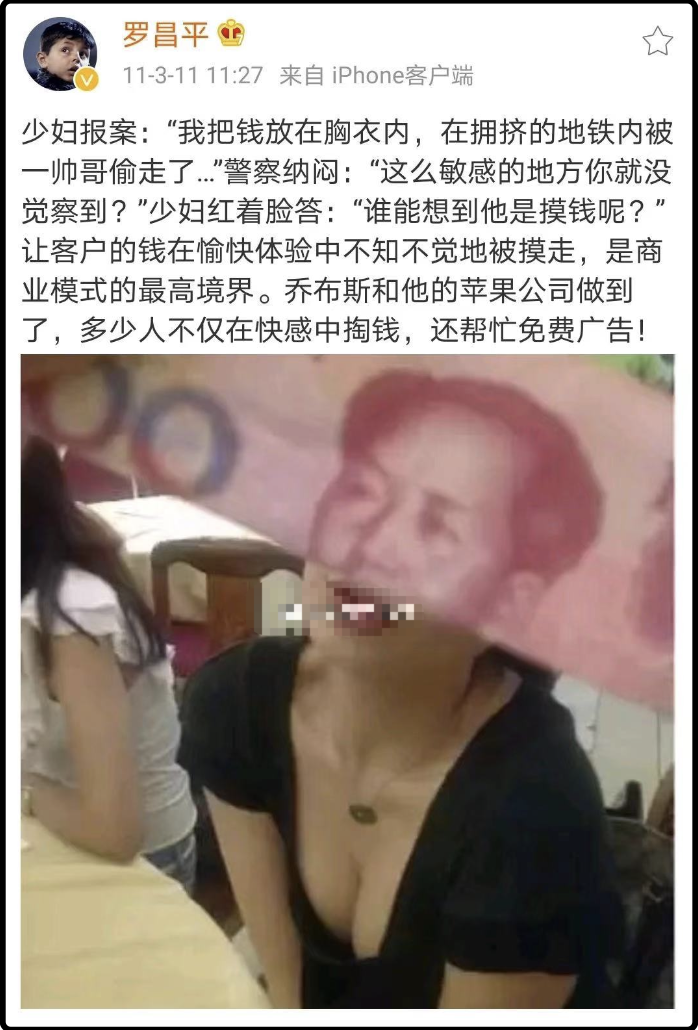 罗昌平
11-3-11 11:27 来自 iPhone客户端
少妇报案：“我把钱放在胸衣内，在拥挤的地铁内被
一帅哥偷走了...”警察纳闷：“这么敏感的地方你就没
觉察到？”少妇红着脸答：“谁能想到他是摸钱呢？”
让客户的钱在愉快体验中不知不觉地被摸走，是商
业模式的最高境界。乔布斯和他的苹果公司做到
了，多少人不仅在快感中掏钱，还帮忙免费广告！
00